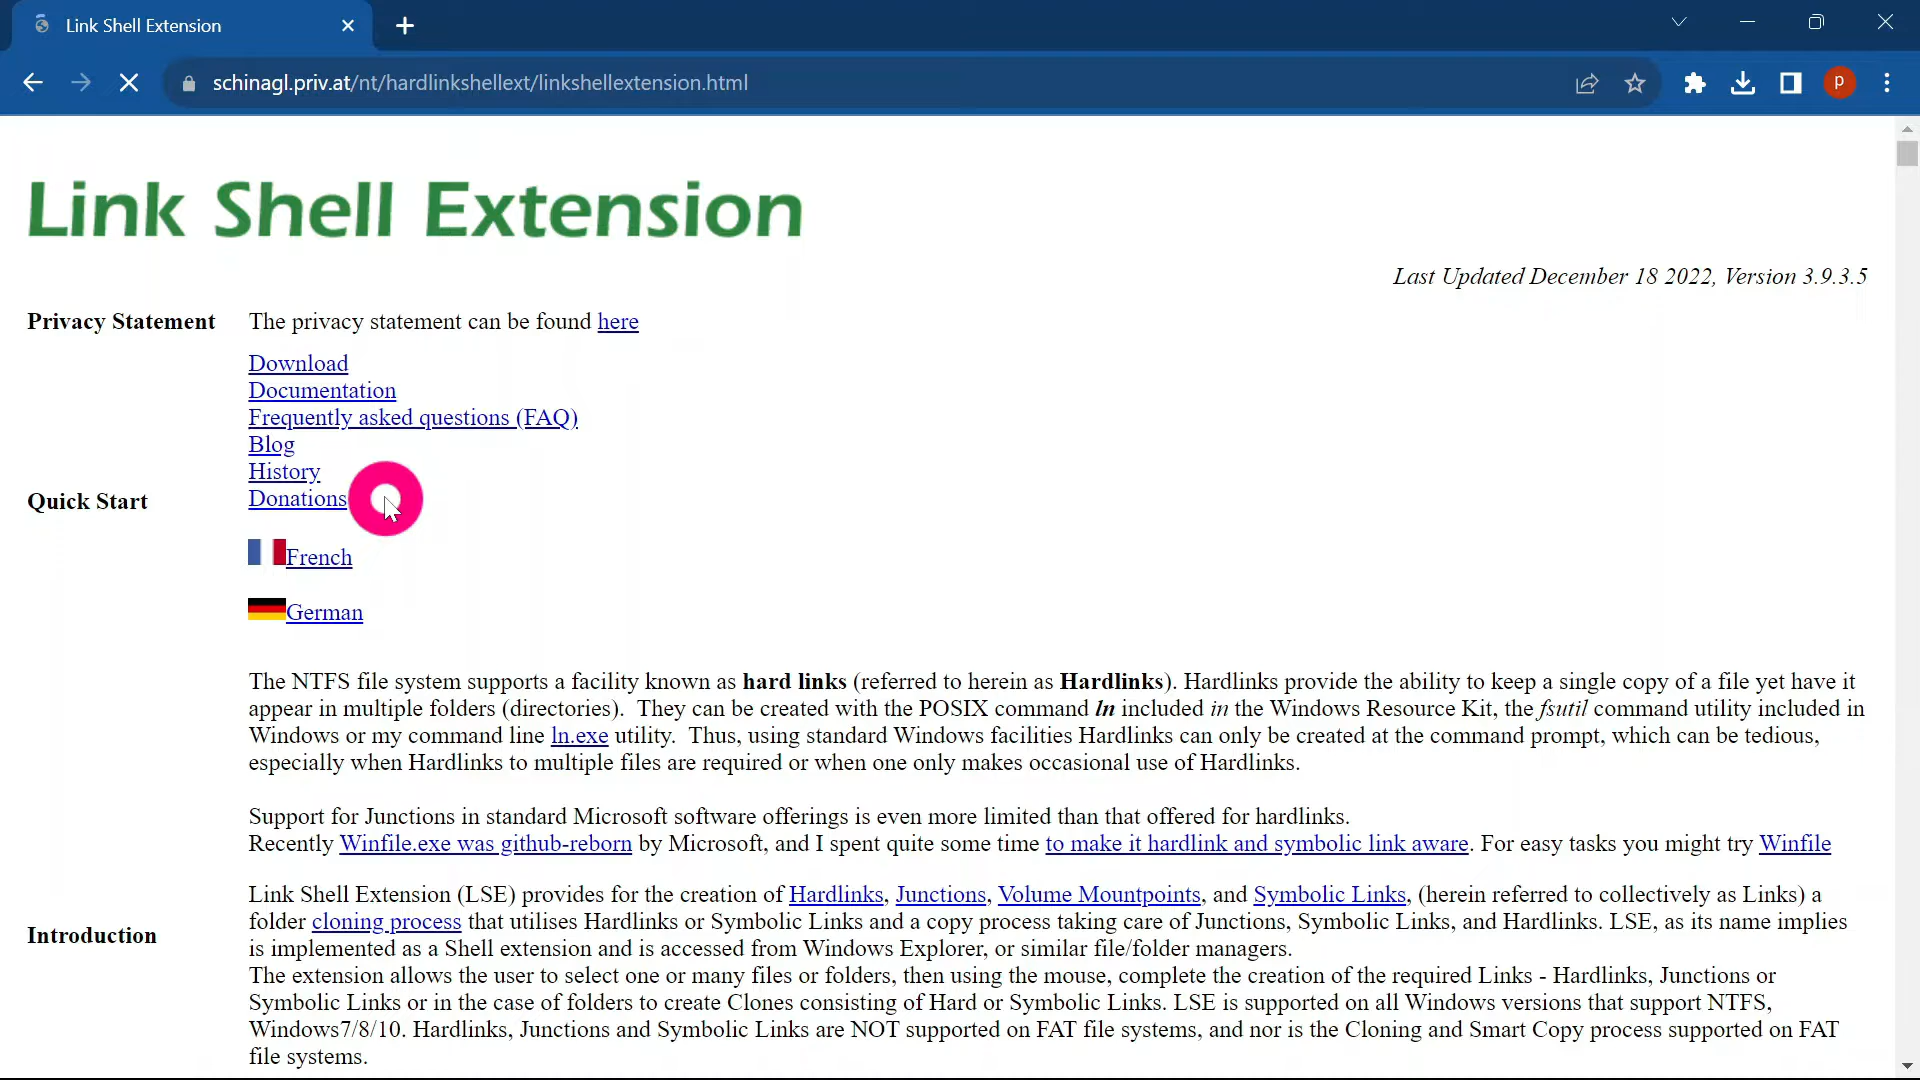 Link Shell Extension
schinagl.priv.at/nt/hardlinkshellext/linkshellextension.html
p
Link Shell Extension
Last Updated December 18 2022, Version 3.9.3.5
Privacy Statement
The privacy statement can be found here
Download
Documentation
Frequently asked questions (FAQ)
Blog
History
Quick Start
Donations
French
German
The NTFS file system supports a facility known as hard links (referred to herein as Hardlinks). Hardlinks provide the ability to keep a single copy of a file yet have it
appear in multiple folders (directories). They can be created with the POSIX command ln included in the Windows Resource Kit, the fsutil command utility included in
Windows or my command line ln.exe utility. Thus, using standard Windows facilities Hardlinks can only be created at the command prompt, which can be tedious,
especially when Hardlinks to multiple files are required or when one only makes occasional use of Hardlinks.
Support for Junctions in standard Microsoft software offerings is even more limited than that offered for hardlinks.
Recently Winfile.exe was github-reborn by Microsoft, and I spent quite some time to make it hardlink and symbolic link aware. For easy tasks you might try Winfile
Link Shell Extension (LSE) provides for the creation of Hardlinks, Junctions, Volume Mountpoints, and Symbolic Links, (herein referred to collectively as Links) a
folder cloning process that utilises Hardlinks or Symbolic Links and a copy process taking care of Junctions, Symbolic Links, and Hardlinks. LSE, as its name implies
Introduction
is implemented as a Shell extension and is accessed from Windows Explorer, or similar file/folder managers.
The extension allows the user to select one or many files or folders, then using the mouse, complete the creation of the required Links - Hardlinks, Junctions or
Symbolic Links or in the case of folders to create Clones consisting of Hard or Symbolic Links. LSE is supported on all Windows versions that support NTFS,
Windows7/8/10. Hardlinks, Junctions and Symbolic Links are NOT supported on FAT file systems, and nor is the Cloning and Smart Copy process supported on FAT
file systems.